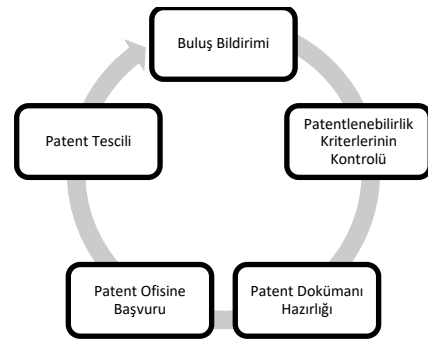 Buluş Bildirimi
Patentlenebilirlik
Kriterlerinin
Kontrolü
Patent Dokümanı
Hazırlığı
Patent Ofisine
Başvuru
Patent Tescili